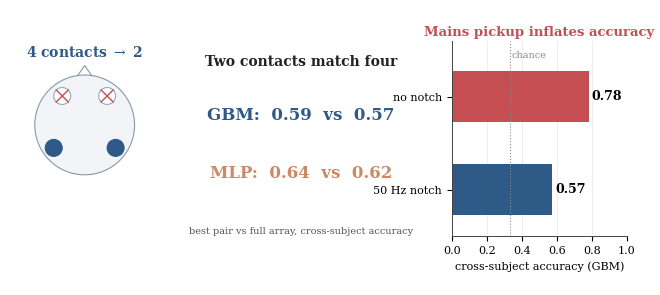 4 contacts → 2
Two contacts match four
GBM: 0.59 vs 0.57
MLP: 0.64 vs 0.62
best pair vs full array, cross-subject accuracy
Mains pickup inflates accuracy
chance
no notch
0.78
50 Hz notch
0.57
0.0 0.2 0.4 0.6 0.8 1.0
cross-subject accuracy (GBM)